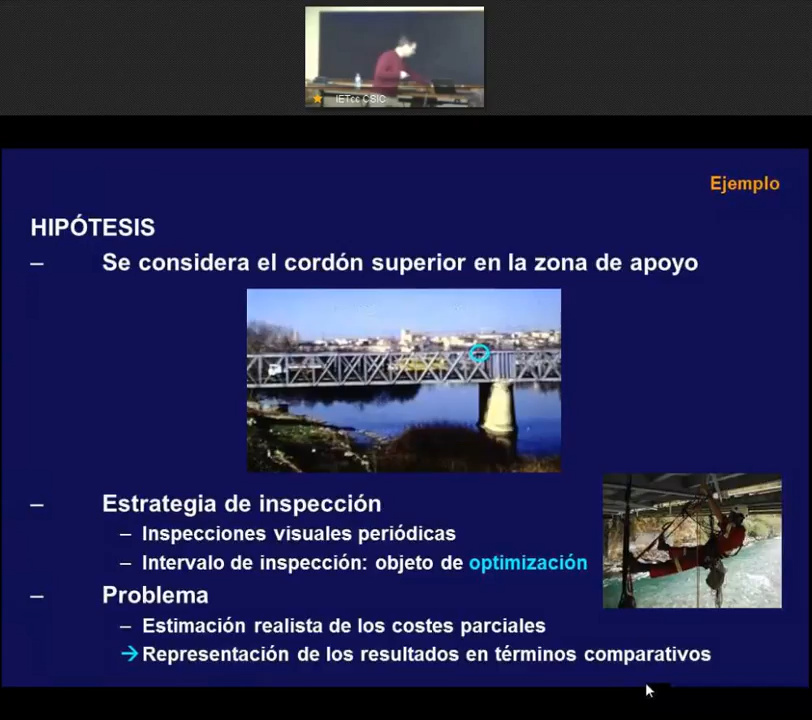 IETcc CSIC
Ejemplo
HIPÓTESIS
– Se considera el cordón superior en la zona de apoyo
– Estrategia de inspección
– Inspecciones visuales periódicas
– Intervalo de inspección: objeto de optimización
– Problema
– Estimación realista de los costes parciales
→ Representación de los resultados en términos comparativos